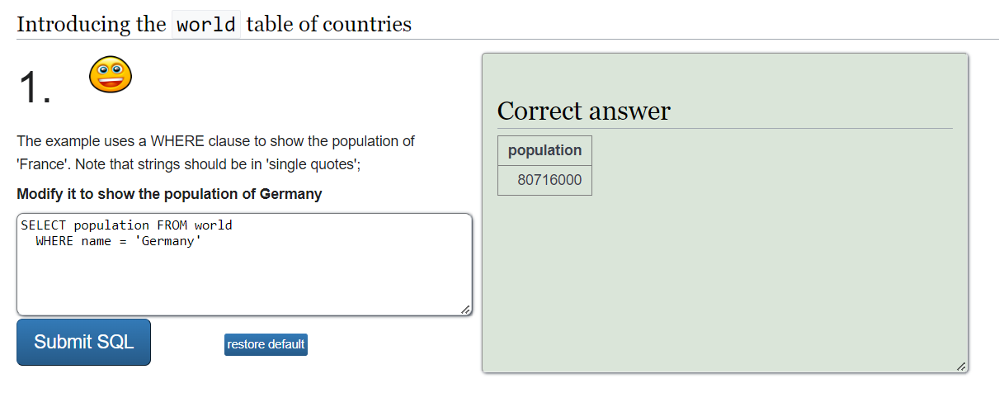 Introducing the world table of countries
1.
The example uses a WHERE clause to show the population of
'France'. Note that strings should be in 'single quotes';
Modify it to show the population of Germany
SELECT population FROM world
  WHERE name = 'Germany'
Submit SQL
restore default
Correct answer
population
80716000